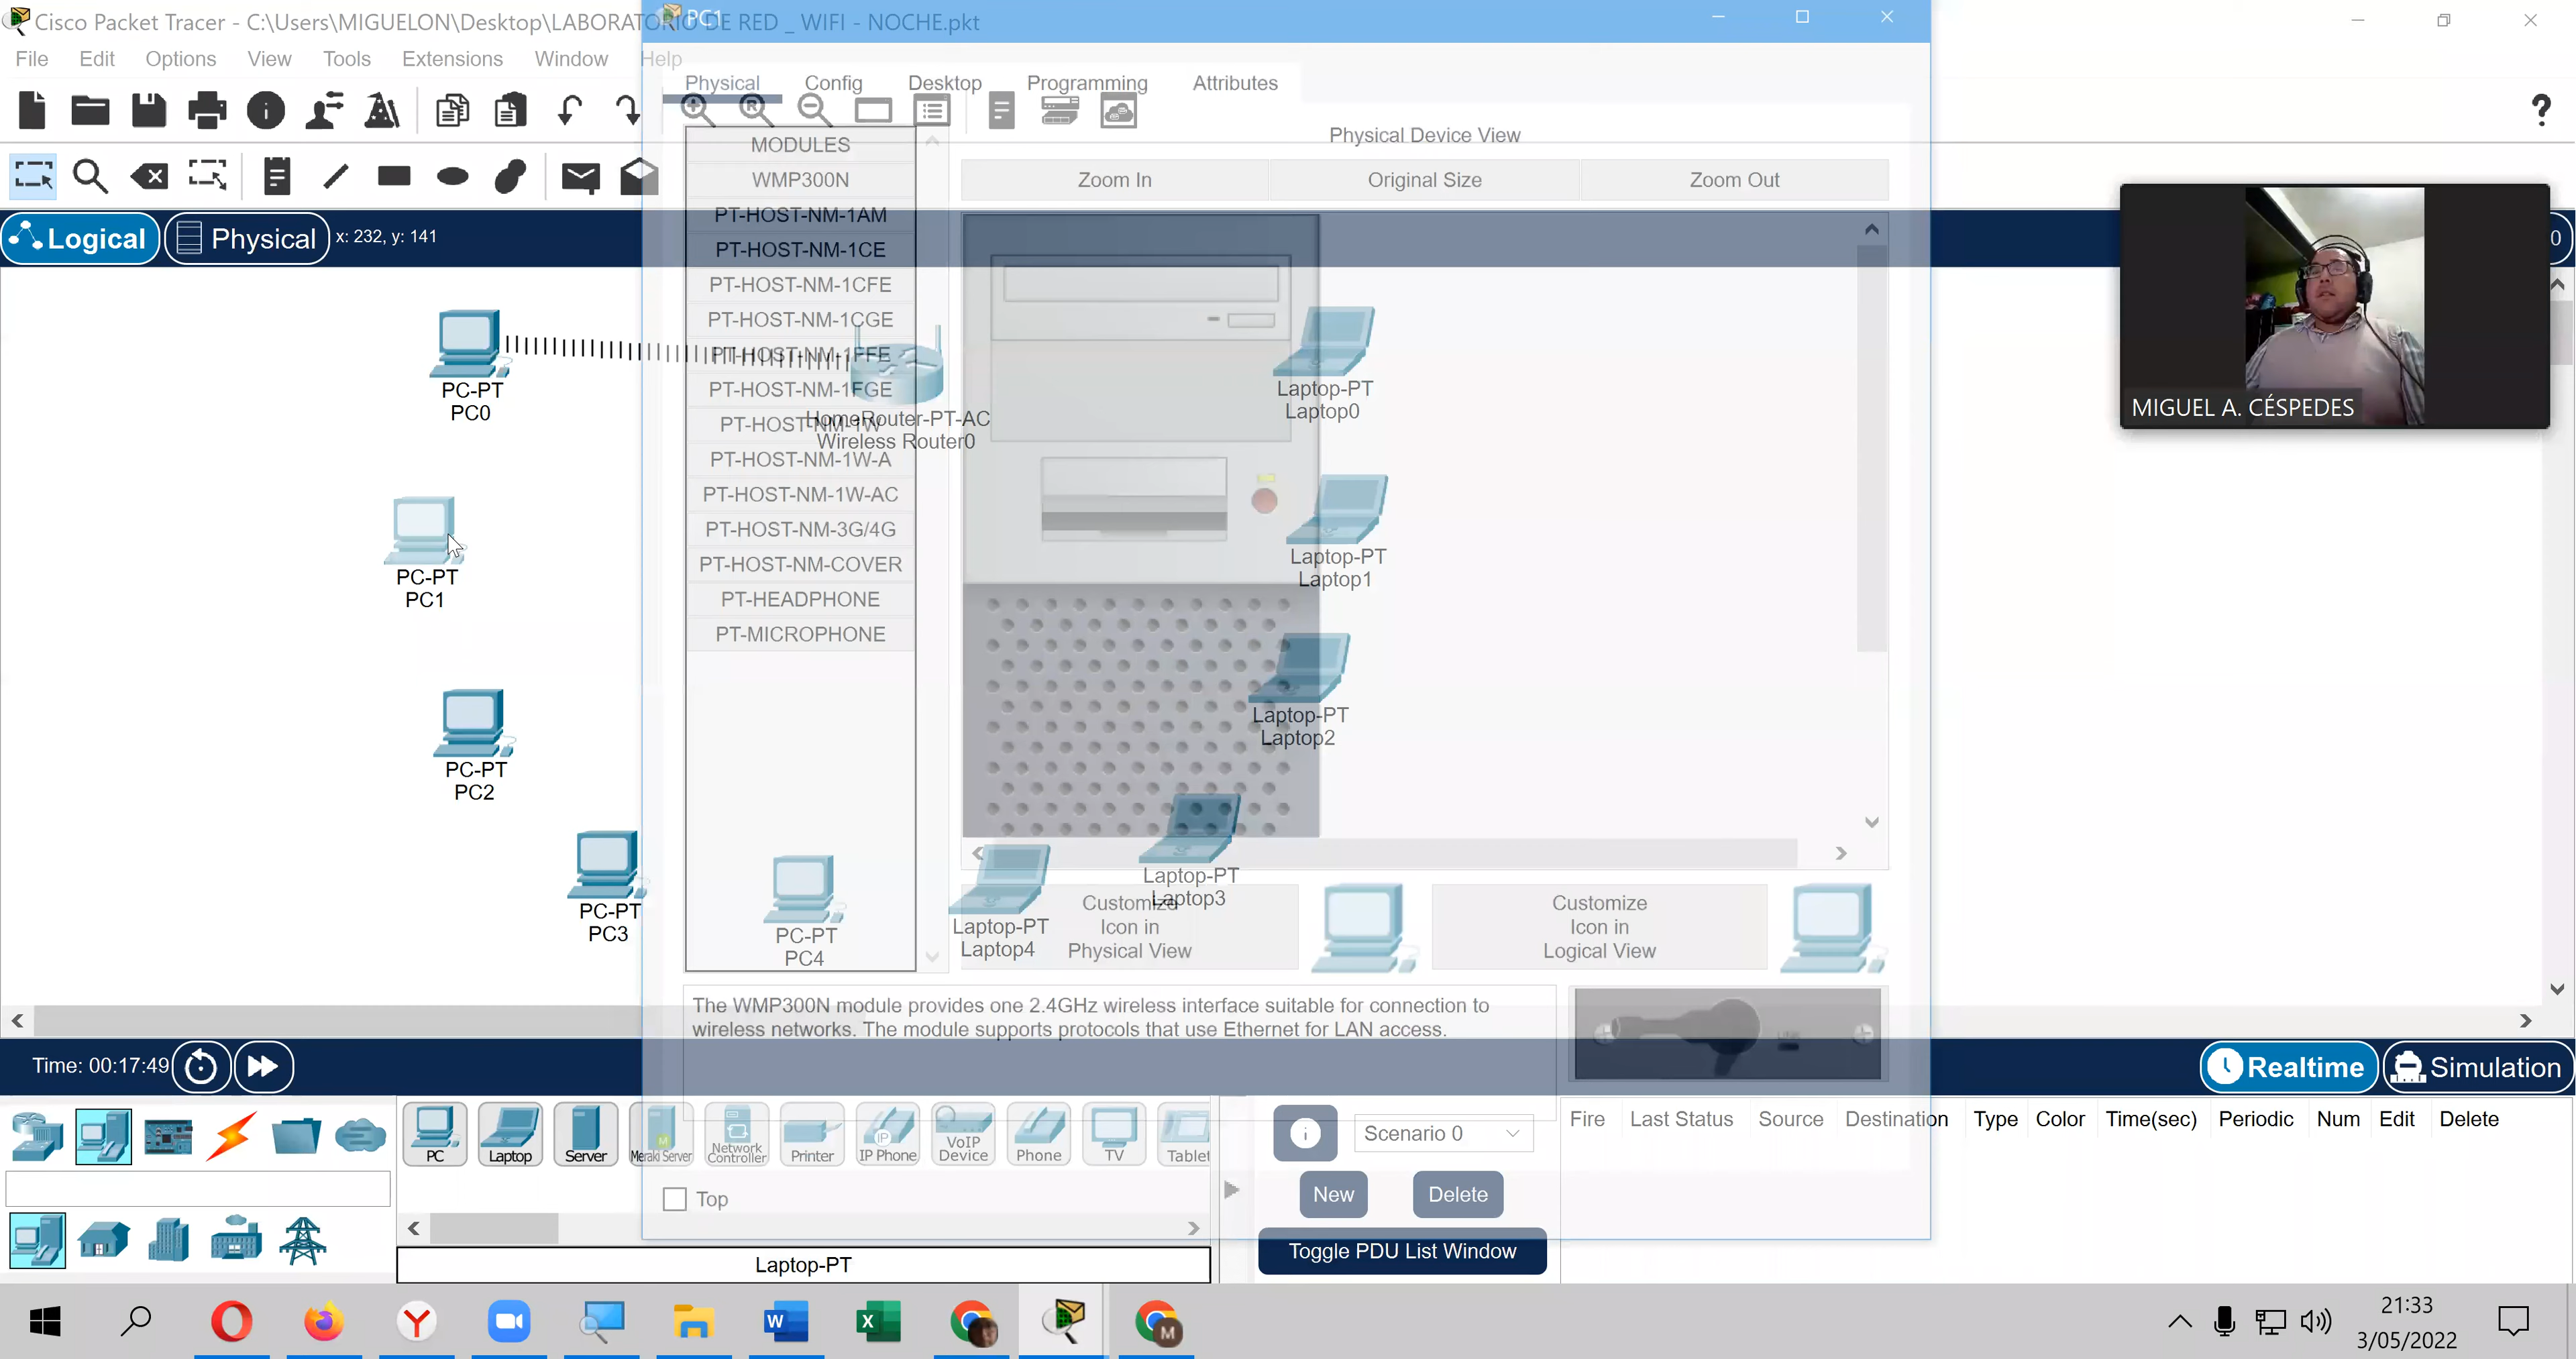 Cisco Packet Tracer - C:\Users\MIGUELON\Desktop\LABORATORIO DE RED _ WIFI - NOCHE.pkt
PC1
File Edit Options View Tools Extensions Window Help
Physical Config Desktop Programming Attributes
Physical Device View
MODULES
WMP300N
PT-HOST-NM-1AM
PT-HOST-NM-1CE
PT-HOST-NM-1CFE
PT-HOST-NM-1CGE
PT-HOST-NM-1FFE
PT-HOST-NM-1FGE
PT-HOST-NM-1W
PT-HOST-NM-1W-A
PT-HOST-NM-1W-AC
PT-HOST-NM-3G/4G
PT-HOST-NM-COVER
PT-HEADPHONE
PT-MICROPHONE
Zoom In Original Size Zoom Out
Logical Physical x: 232, y: 141
0
PC-PT
PC0
HomeRouter-PT-AC
Wireless Router0
Laptop-PT
Laptop0
MIGUEL A. CÉSPEDES
PC-PT
PC1
Laptop-PT
Laptop1
PC-PT
PC2
Laptop-PT
Laptop2
PC-PT
PC3
Laptop-PT
Laptop3
PC-PT
PC4
Laptop-PT
Laptop4
Customize
Icon in
Physical View
Customize
Icon in
Logical View
The WMP300N module provides one 2.4GHz wireless interface suitable for connection to
wireless networks. The module supports protocols that use Ethernet for LAN access.
Time: 00:17:49
Realtime Simulation
PC Laptop Server Meraki Server Network Controller Printer IP Phone VoIP Device Phone TV Tablet
Top
Laptop-PT
Scenario 0
New Delete
Toggle PDU List Window
Fire Last Status Source Destination Type Color Time(sec) Periodic Num Edit Delete
21:33
3/05/2022